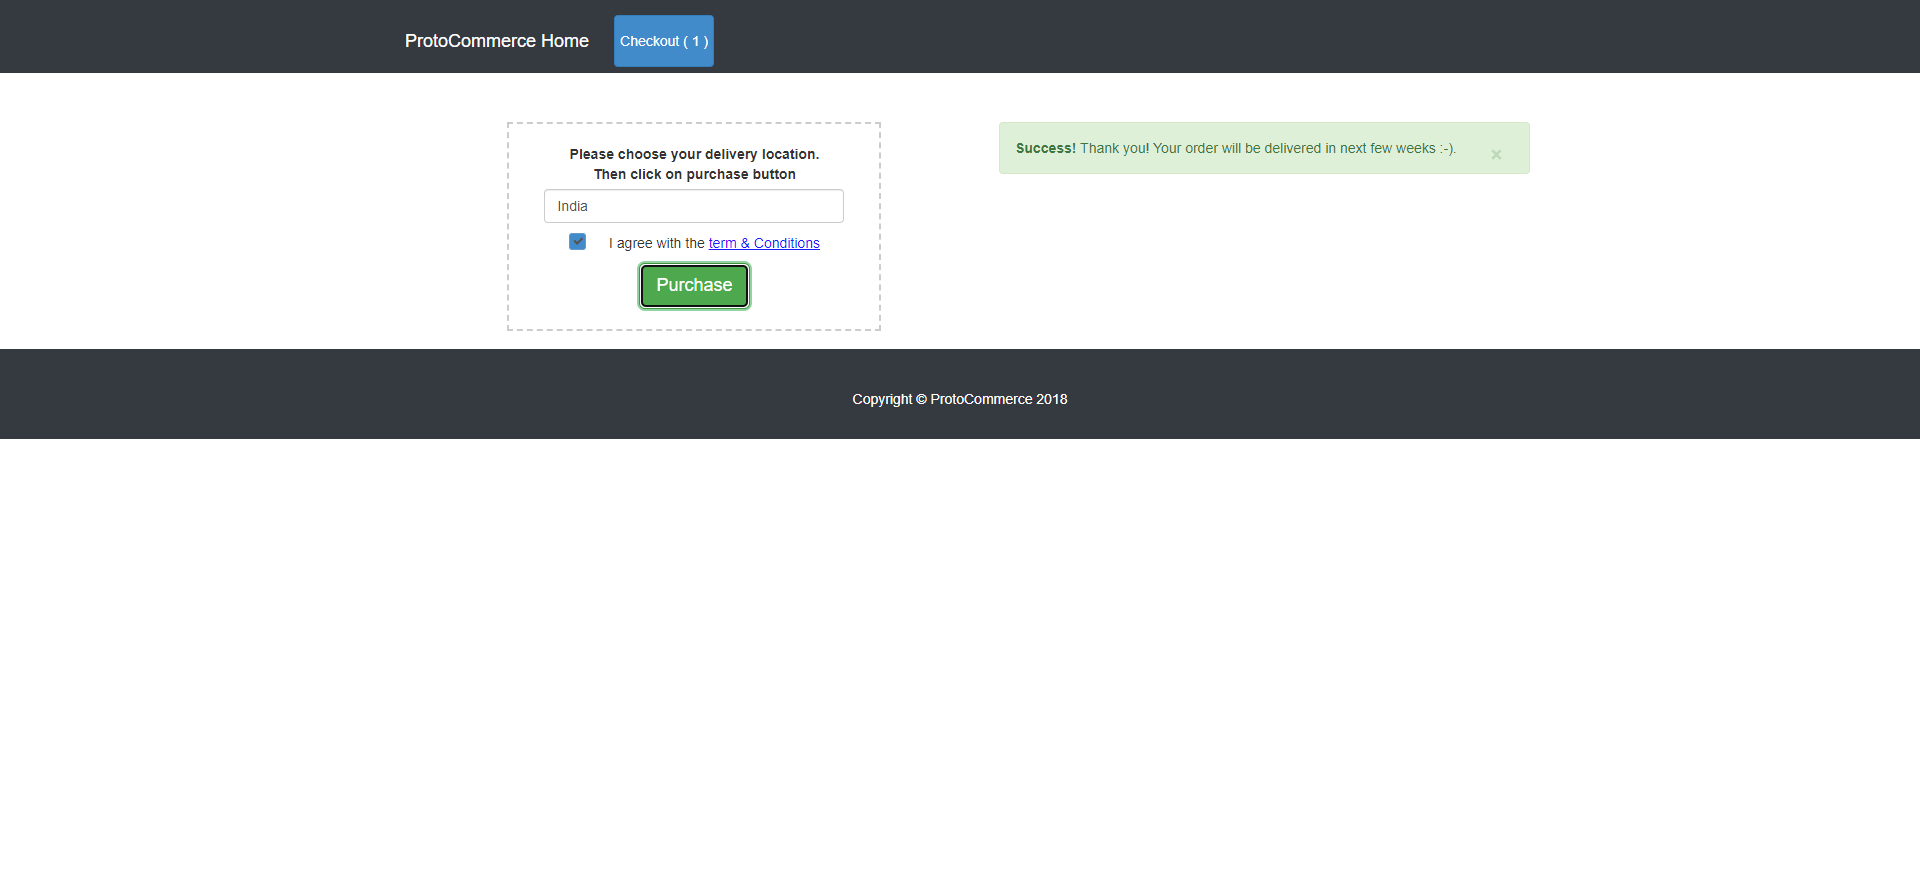 ProtoCommerce Home
Checkout ( 1 )
Please choose your delivery location.
Then click on purchase button
India
I agree with the term & Conditions
Purchase
Success! Thank you! Your order will be delivered in next few weeks :-).
×
Copyright © ProtoCommerce 2018